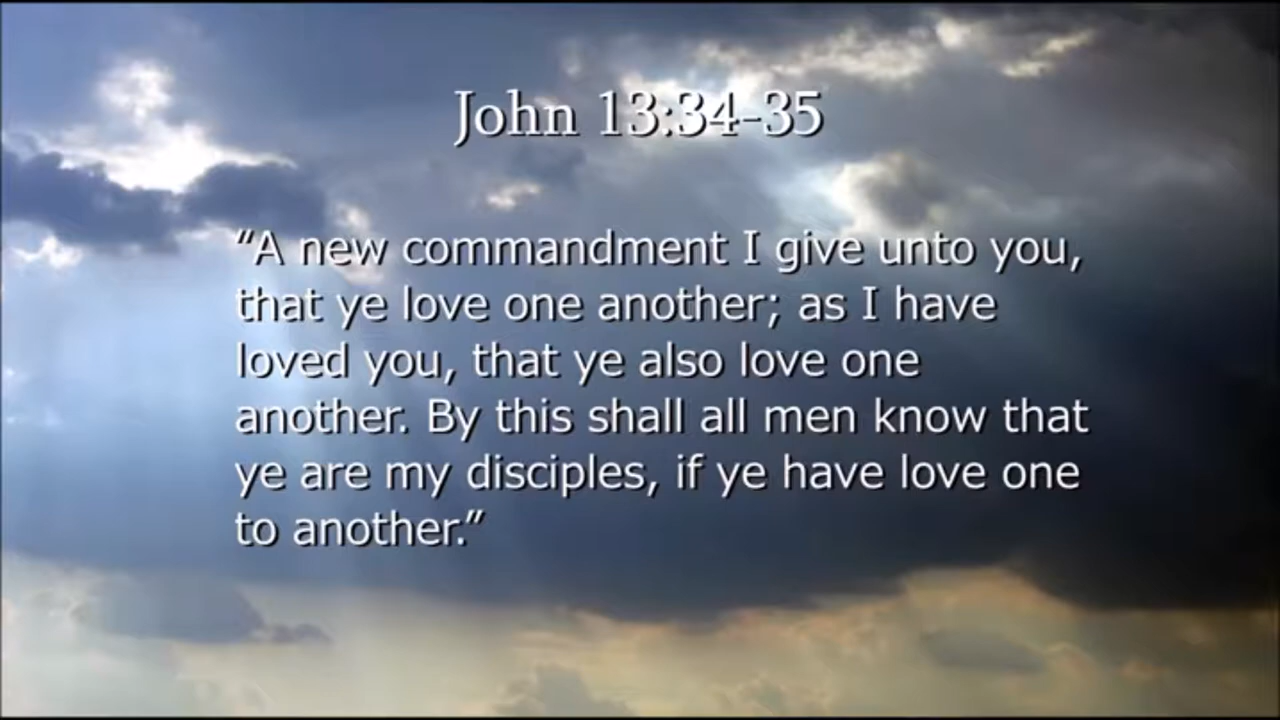 John 13:34-35
“A new commandment I give unto you,
that ye love one another; as I have
loved you, that ye also love one
another. By this shall all men know that
ye are my disciples, if ye have love one
to another.”